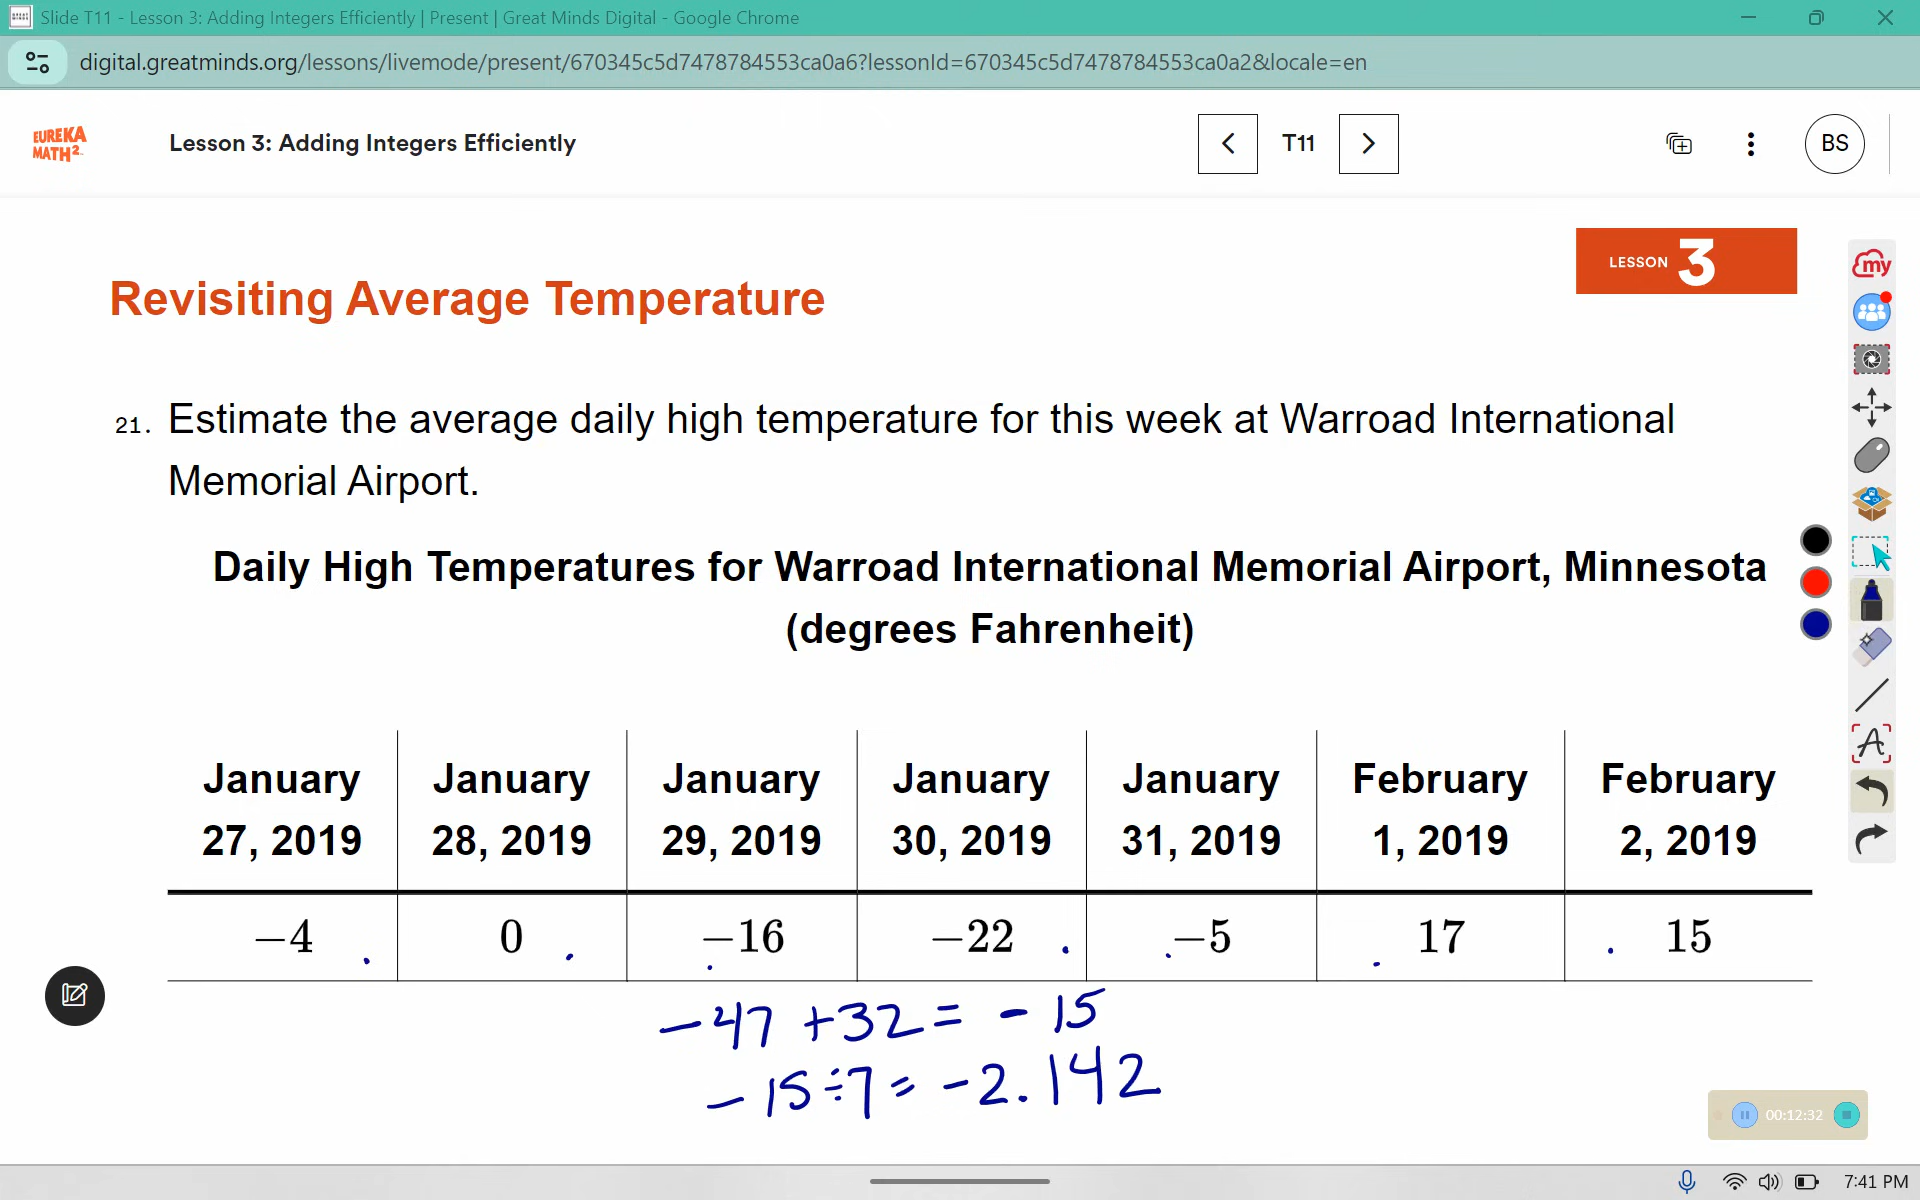 Slide T11 - Lesson 3: Adding Integers Efficiently | Present | Great Minds Digital - Google Chrome
digital.greatminds.org/lessons/livemode/present/670345c5d7478784553ca0a6?lessonId=670345c5d7478784553ca0a2&locale=en
EUREKA
MATH²
Lesson 3: Adding Integers Efficiently
T11
BS
LESSON 3
my
Revisiting Average Temperature
21. Estimate the average daily high temperature for this week at Warroad International
Memorial Airport.
Daily High Temperatures for Warroad International Memorial Airport, Minnesota
(degrees Fahrenheit)
January 27, 2019
January 28, 2019
January 29, 2019
January 30, 2019
January 31, 2019
February 1, 2019
February 2, 2019
−4 0 −16 −22 −5 17 15
-47 +32 = -15
-15 ÷ 7 = -2.142
00:12:32
7:41 PM